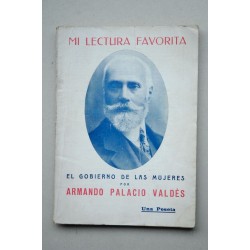 MI LECTURA FAVORITA
EL GOBIERNO DE LAS MUJERES
POR
ARMANDO PALACIO VALDÉS
Una Peseta